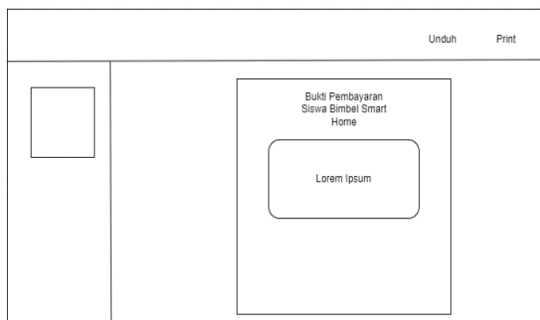 Unduh Print
Bukti Pembayaran
Siswa Bimbel Smart
Home
Lorem Ipsum